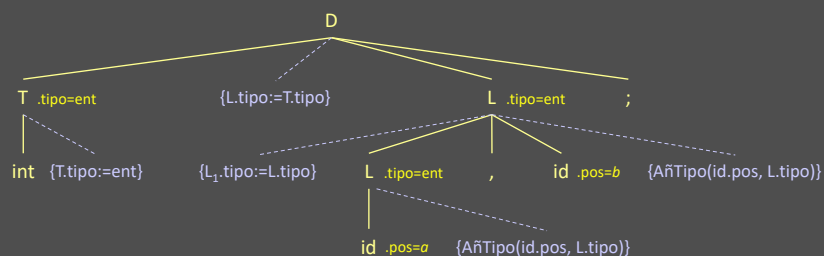 D
T .tipo=ent {L.tipo:=T.tipo} L .tipo=ent ;
int {T.tipo:=ent} {L₁.tipo:=L.tipo} L .tipo=ent , id .pos=b {AñTipo(id.pos, L.tipo)}
id .pos=a {AñTipo(id.pos, L.tipo)}